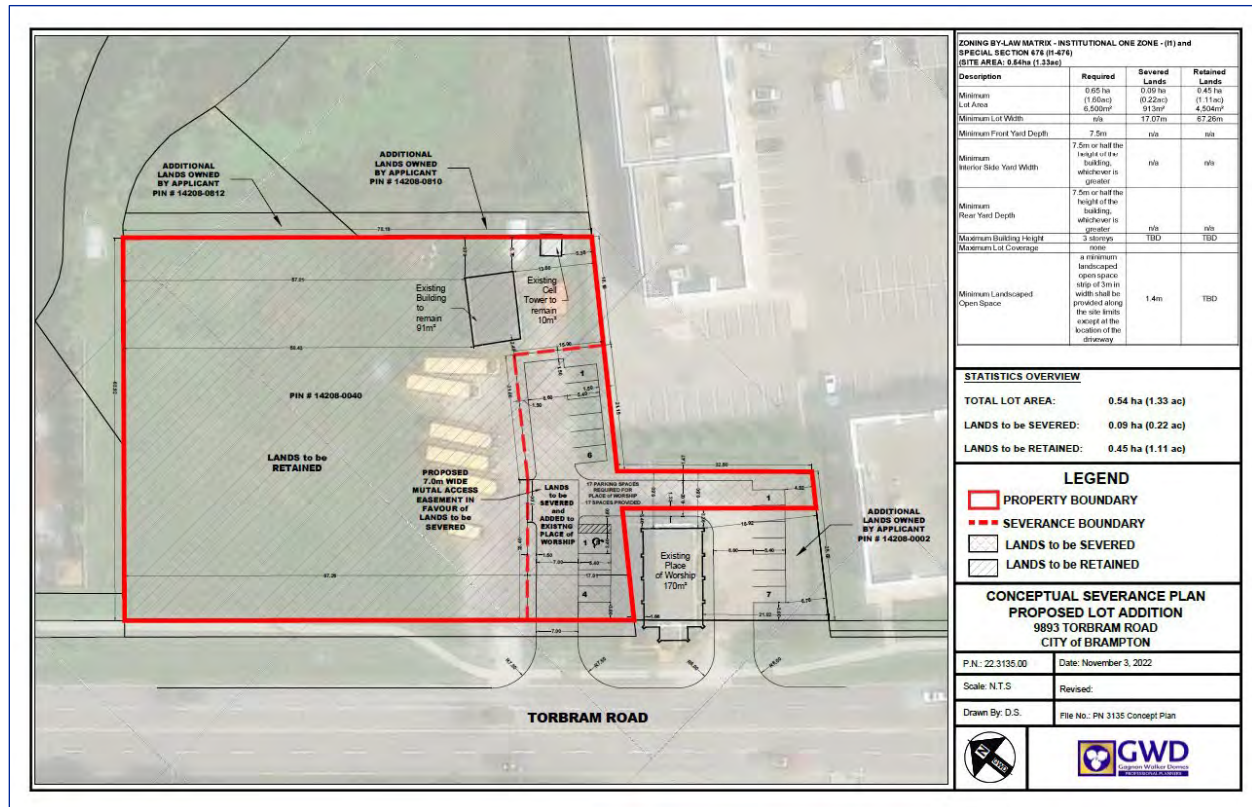 ADDITIONAL
LANDS OWNED
BY APPLICANT
PIN # 14208-0812
ADDITIONAL
LANDS OWNED
BY APPLICANT
PIN # 14208-0810
Existing
Building
to
remain
91m²
Existing
Cell
Tower to
remain
10m²
PIN # 14208-0040
LANDS to be
RETAINED
PROPOSED
7.0m WIDE
MUTAL ACCESS
EASEMENT IN
FAVOUR of
LANDS to be
SEVERED
LANDS
to be
SEVERED
and
ADDED to
EXISTNG
PLACE of
WORSHIP
17 PARKING SPACES
REQUIRED FOR
PLACE of WORSHIP
17 SPACES PROVIDED
1
6
1
1
4
7
Existing
Place
of Worship
170m²
ADDITIONAL
LANDS OWNED
BY APPLICANT
PIN # 14208-0002
TORBRAM ROAD
ZONING BY-LAW MATRIX - INSTITUTIONAL ONE ZONE - (I1) and
SPECIAL SECTION 676 (I1-676)
(SITE AREA: 0.54ha (1.33ac)
Description Required Severed Lands Retained Lands
Minimum Lot Area 0.65 ha (1.60ac) 6,500m² 0.09 ha (0.22ac) 913m² 0.45 ha (1.11ac) 4,504m²
Minimum Lot Width n/a 17.07m 67.26m
Minimum Front Yard Depth 7.5m n/a n/a
Minimum Interior Side Yard Width 7.5m or half the height of the building, whichever is greater n/a n/a
Minimum Rear Yard Depth 7.5m or half the height of the building, whichever is greater n/a n/a
Maximum Building Height 3 storeys TBD TBD
Maximum Lot Coverage none
Minimum Landscaped Open Space a minimum landscaped open space strip of 3m in width shall be provided along the site limits except at the location of the driveway 1.4m TBD
STATISTICS OVERVIEW
TOTAL LOT AREA: 0.54 ha (1.33 ac)
LANDS to be SEVERED: 0.09 ha (0.22 ac)
LANDS to be RETAINED: 0.45 ha (1.11 ac)
LEGEND
PROPERTY BOUNDARY
SEVERANCE BOUNDARY
LANDS to be SEVERED
LANDS to be RETAINED
CONCEPTUAL SEVERANCE PLAN
PROPOSED LOT ADDITION
9893 TORBRAM ROAD
CITY of BRAMPTON
P.N.: 22.3135.00 Date: November 3, 2022
Scale: N.T.S Revised:
Drawn By: D.S. File No.: PN 3135 Concept Plan
GWD
Gagnon Walker Domes
PROFESSIONAL PLANNERS